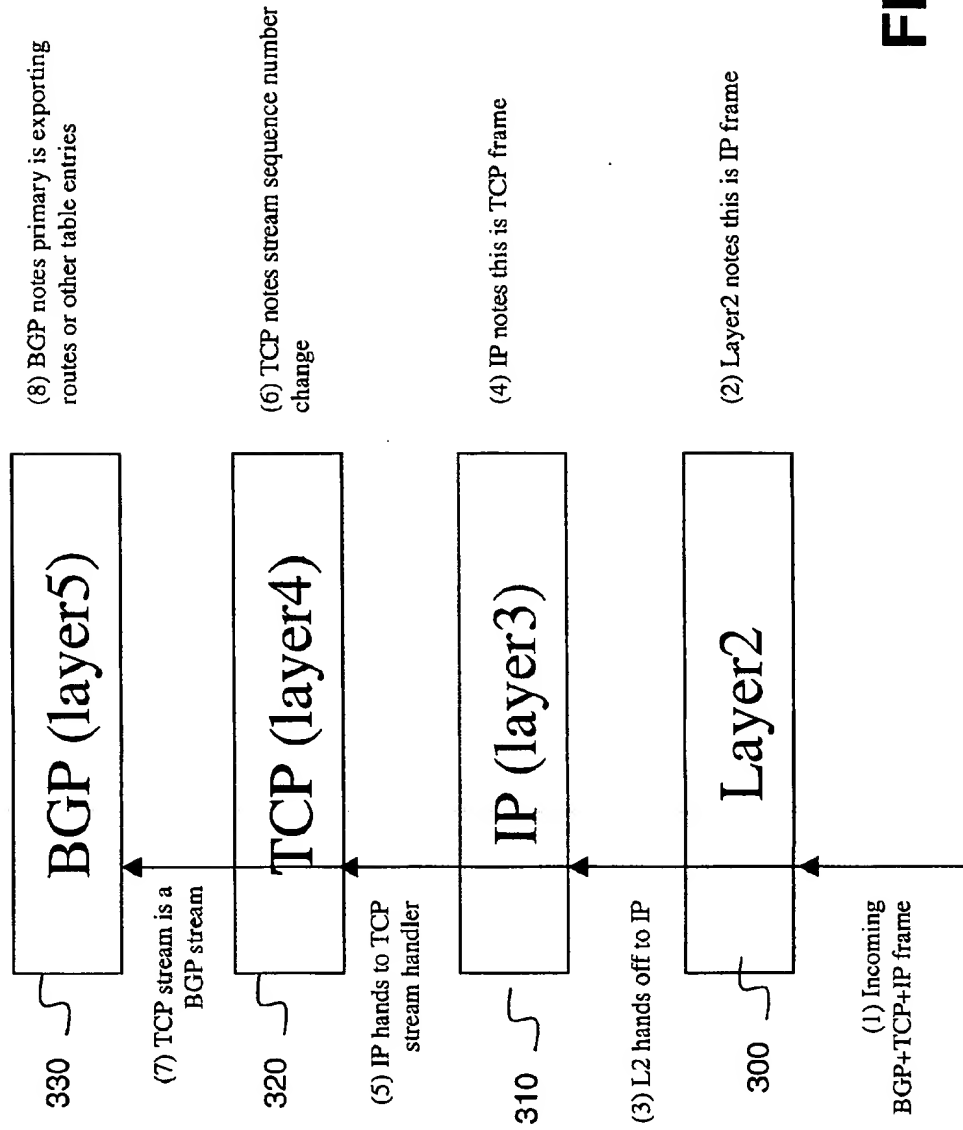 330
BGP (layer5)
(8) BGP notes primary is exporting
routes or other table entries
(7) TCP stream is a
BGP stream
320
TCP (layer4)
(6) TCP notes stream sequence number
change
(5) IP hands to TCP
stream handler
310
IP (layer3)
(4) IP notes this is TCP frame
(3) L2 hands off to IP
300
Layer2
(2) Layer2 notes this is IP frame
(1) Incoming
BGP+TCP+IP frame